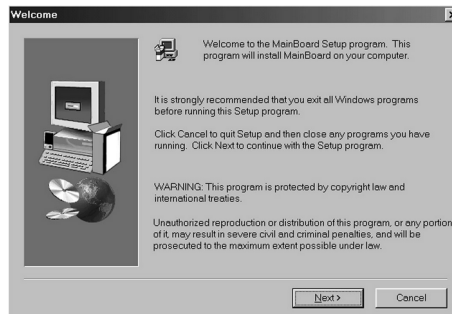 Welcome
Welcome to the MainBoard Setup program. This
program will install MainBoard on your computer.
It is strongly recommended that you exit all Windows programs
before running this Setup program.
Click Cancel to quit Setup and then close any programs you have
running. Click Next to continue with the Setup program.
WARNING: This program is protected by copyright law and
international treaties.
Unauthorized reproduction or distribution of this program, or any portion
of it, may result in severe civil and criminal penalties, and will be
prosecuted to the maximum extent possible under law.
Next > Cancel